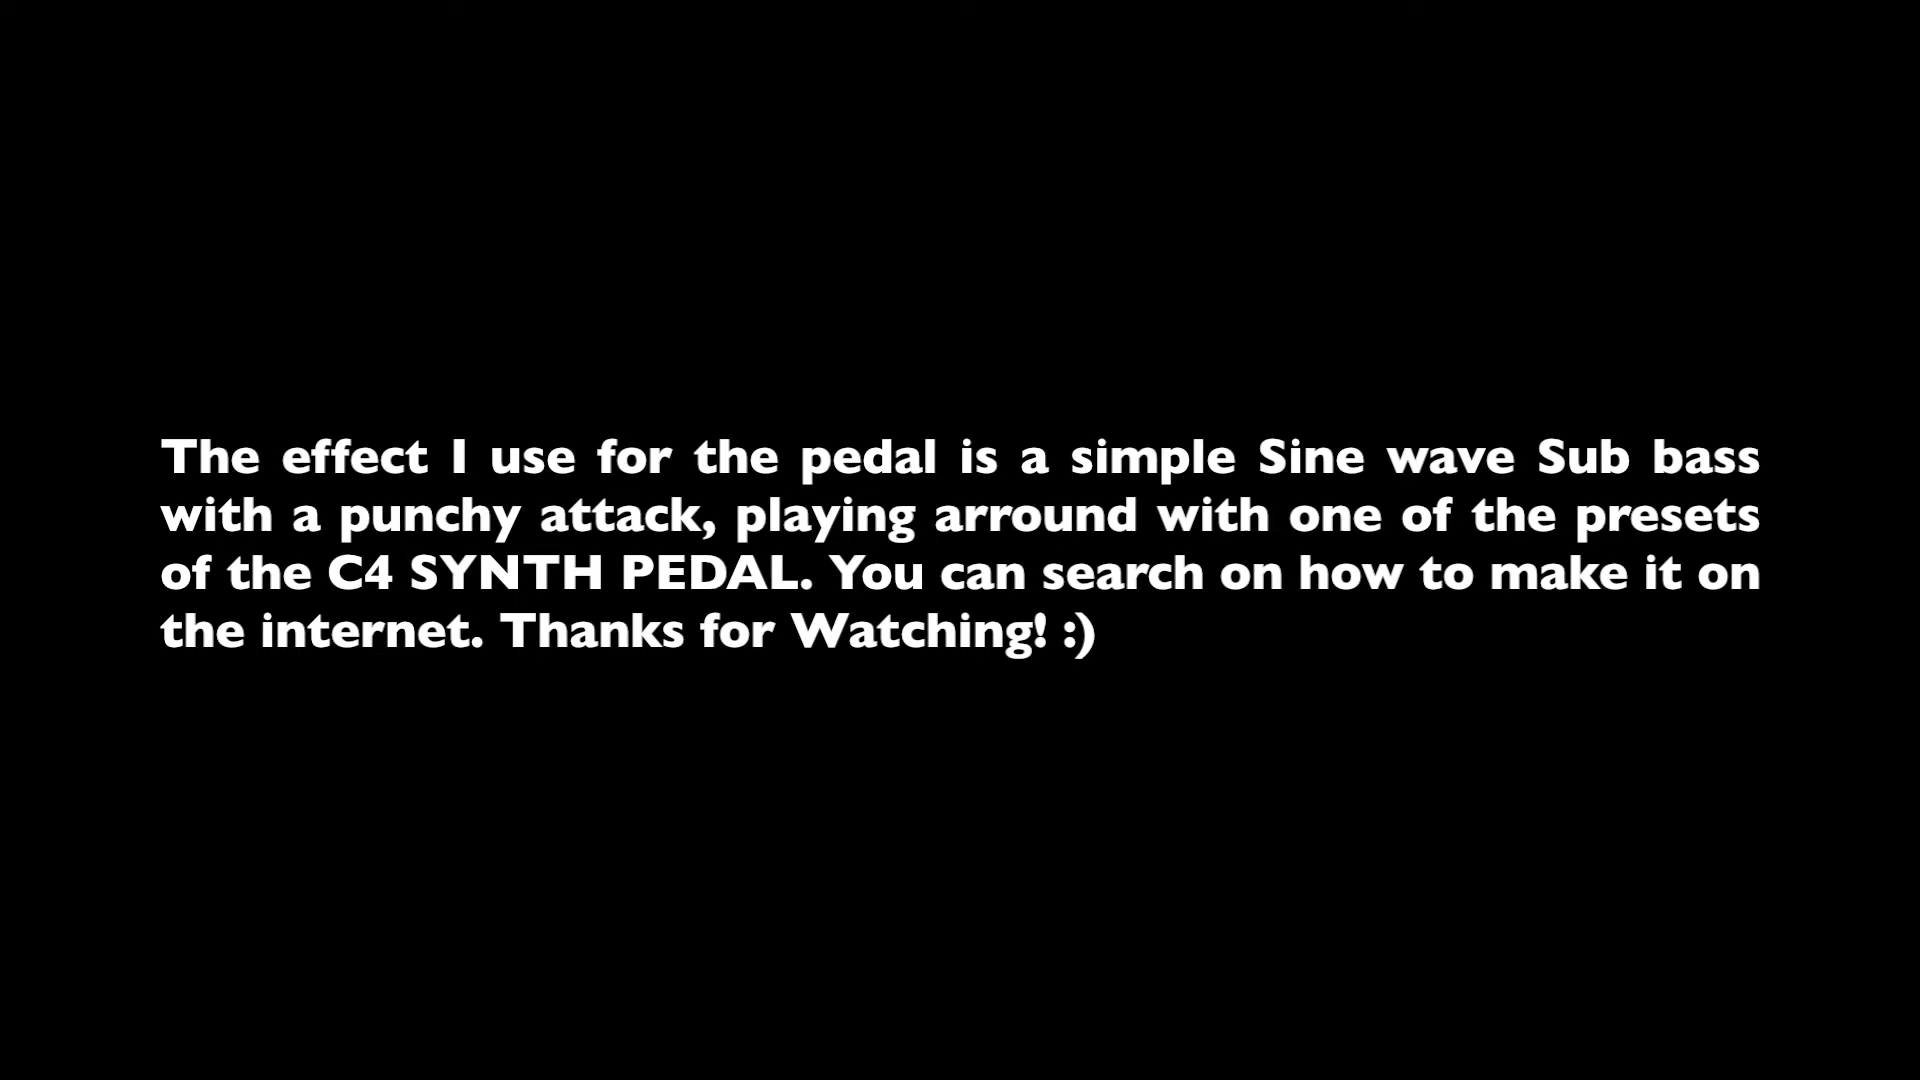 The effect I use for the pedal is a simple Sine wave Sub bass
with a punchy attack, playing arround with one of the presets
of the C4 SYNTH PEDAL. You can search on how to make it on
the internet. Thanks for Watching! :)